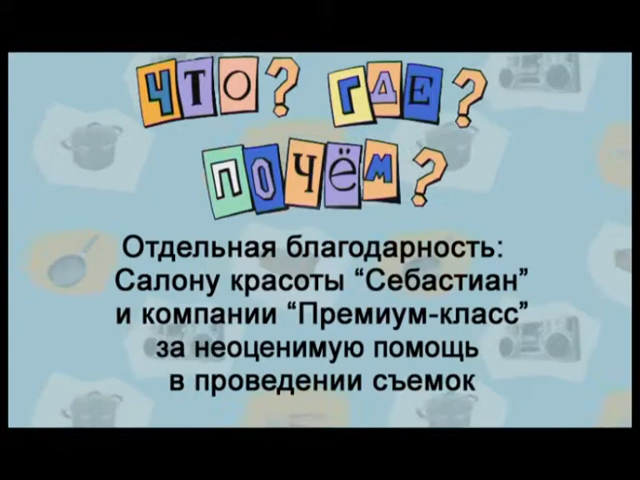 ЧТО? ГДЕ?
ПОЧЁМ?
Отдельная благодарность:
Салону красоты “Себастиан”
и компании “Премиум-класс”
за неоценимую помощь
в проведении съемок